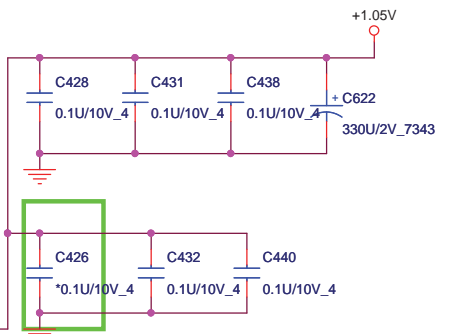 +1.05V
C428
C431
C438
+ C622
0.1U/10V_4
0.1U/10V_4
0.1U/10V_4
330U/2V_7343
C426
C432
C440
*0.1U/10V_4
0.1U/10V_4
0.1U/10V_4